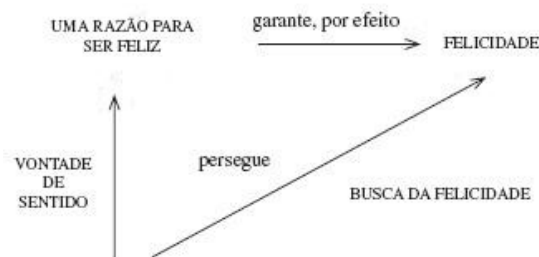 UMA RAZÃO PARA
SER FELIZ
garante, por efeito
FELICIDADE
persegue
VONTADE
DE
SENTIDO
BUSCA DA FELICIDADE